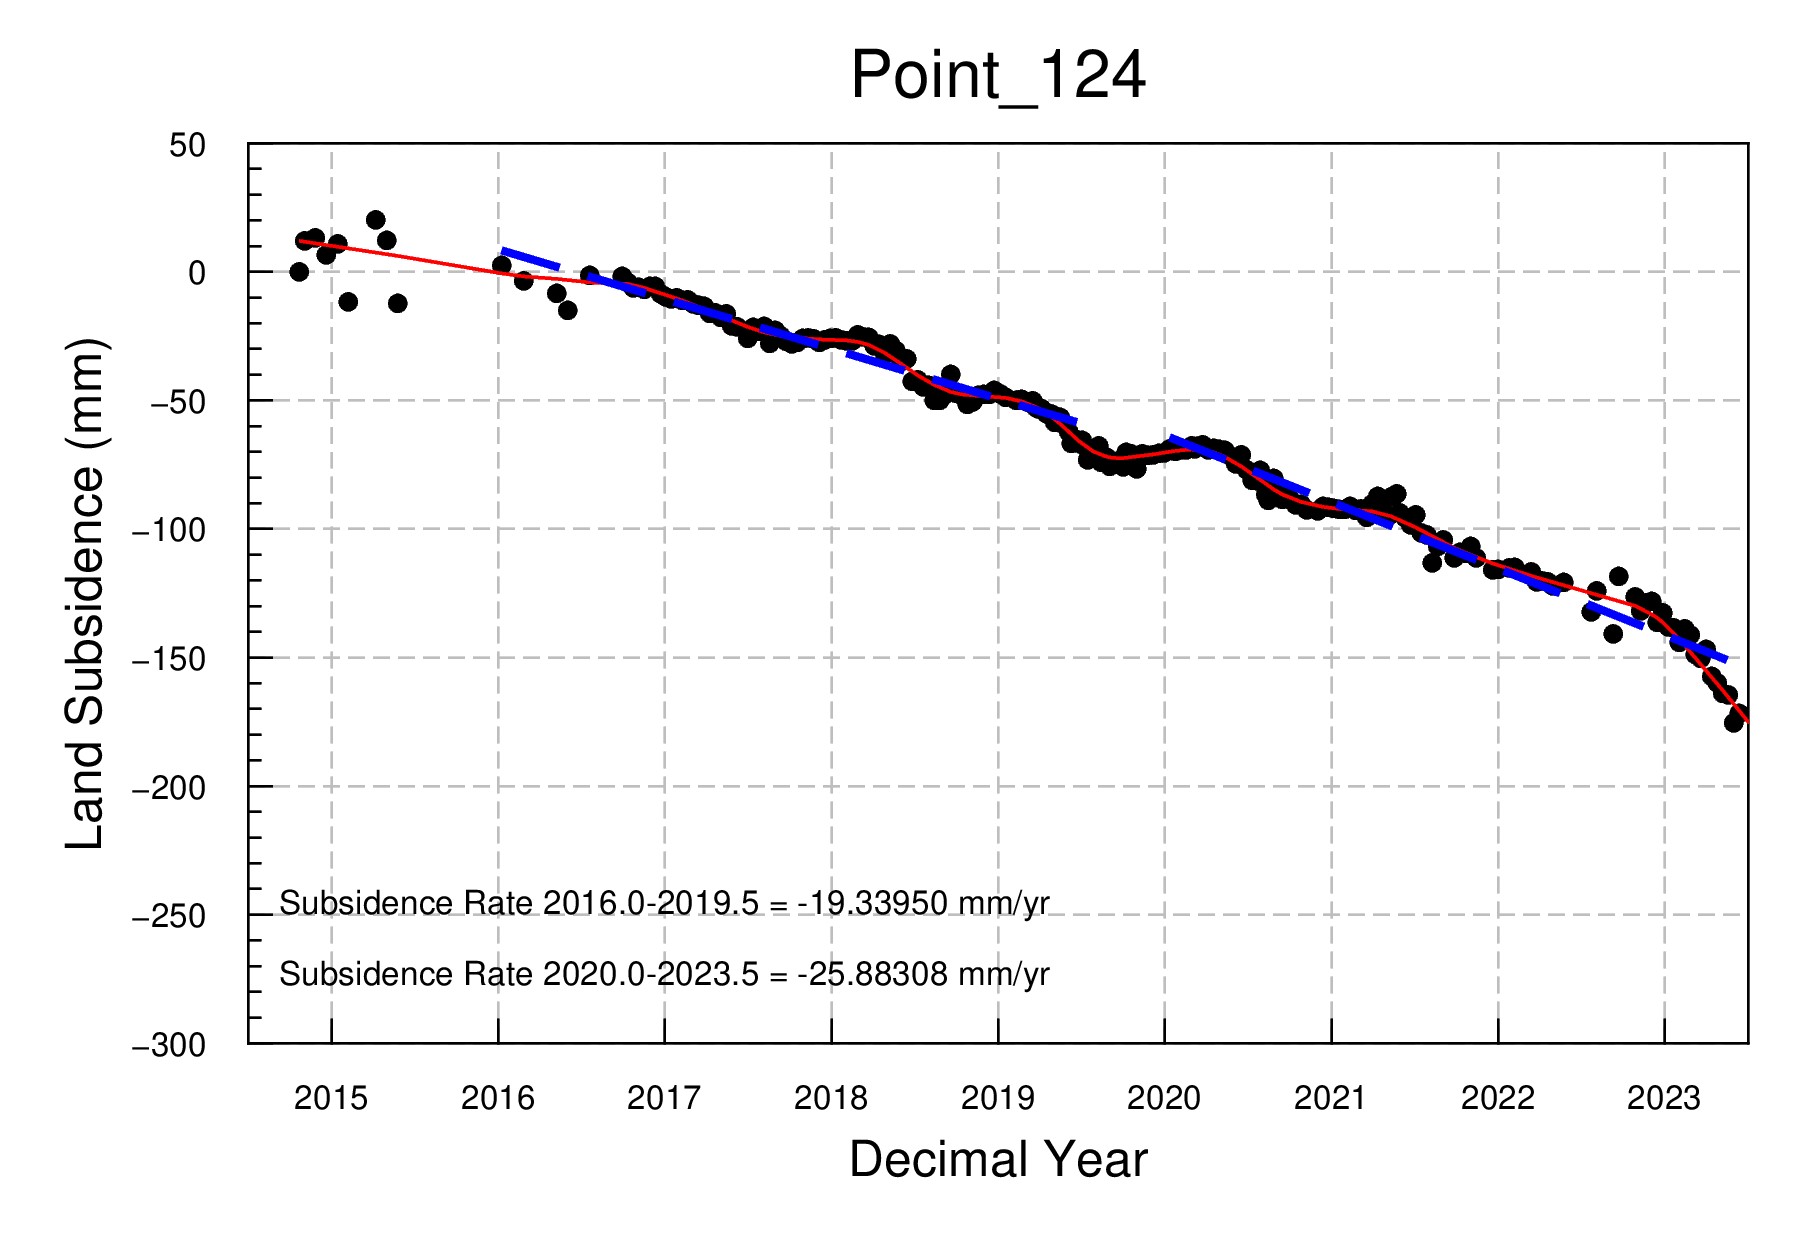 Point_124
50
0
−50
−100
−150
−200
−250
−300
Land Subsidence (mm)
Subsidence Rate 2016.0-2019.5 = -19.33950 mm/yr
Subsidence Rate 2020.0-2023.5 = -25.88308 mm/yr
2015 2016 2017 2018 2019 2020 2021 2022 2023
Decimal Year